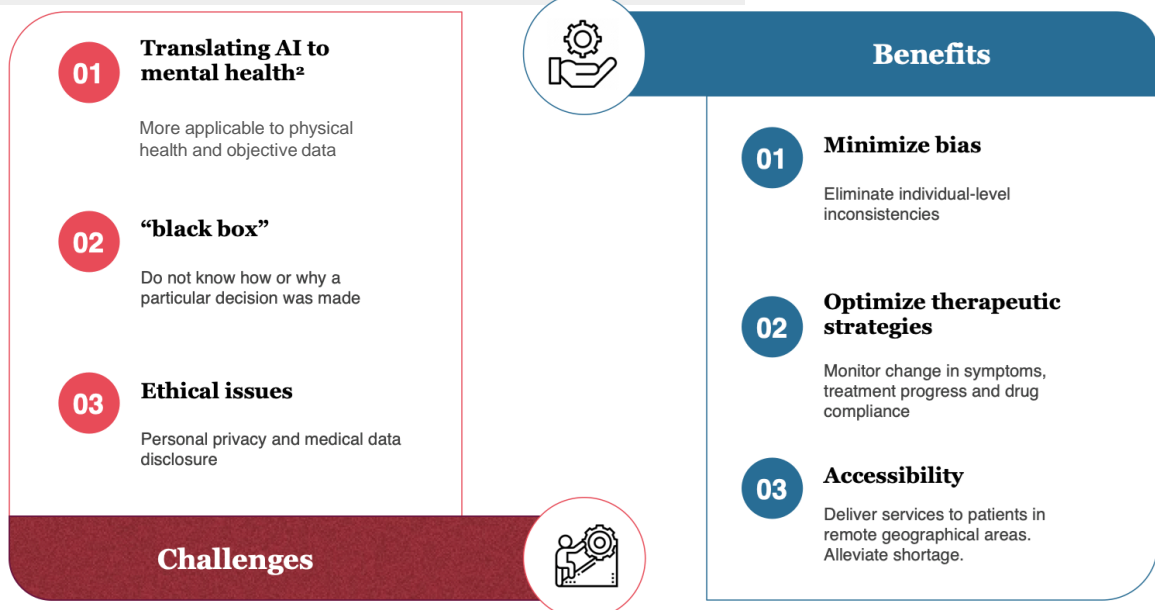 01
Translating AI to
mental health²
More applicable to physical
health and objective data
02
“black box”
Do not know how or why a
particular decision was made
03
Ethical issues
Personal privacy and medical data
disclosure
Challenges
Benefits
01
Minimize bias
Eliminate individual-level
inconsistencies
02
Optimize therapeutic
strategies
Monitor change in symptoms,
treatment progress and drug
compliance
03
Accessibility
Deliver services to patients in
remote geographical areas.
Alleviate shortage.